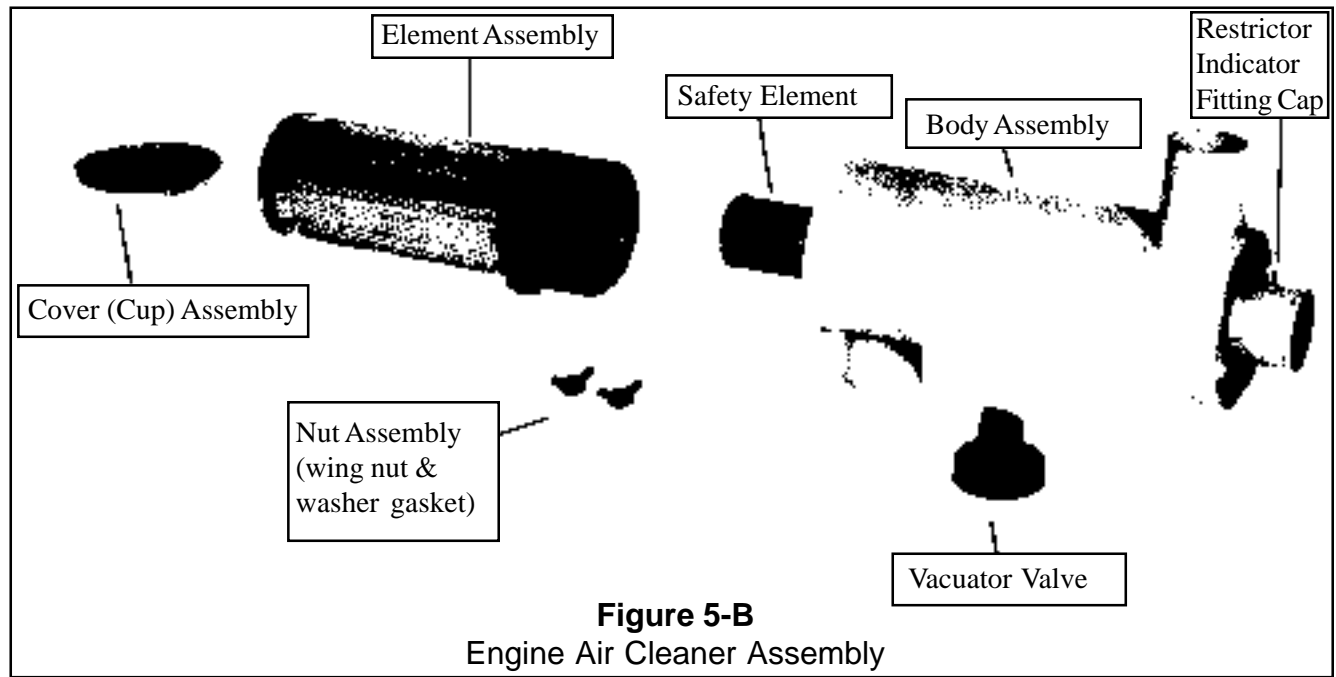 Element Assembly
Restrictor
Indicator
Fitting Cap
Safety Element
Body Assembly
Cover (Cup) Assembly
Nut Assembly
(wing nut &
washer gasket)
Vacuator Valve
Figure 5-B
Engine Air Cleaner Assembly